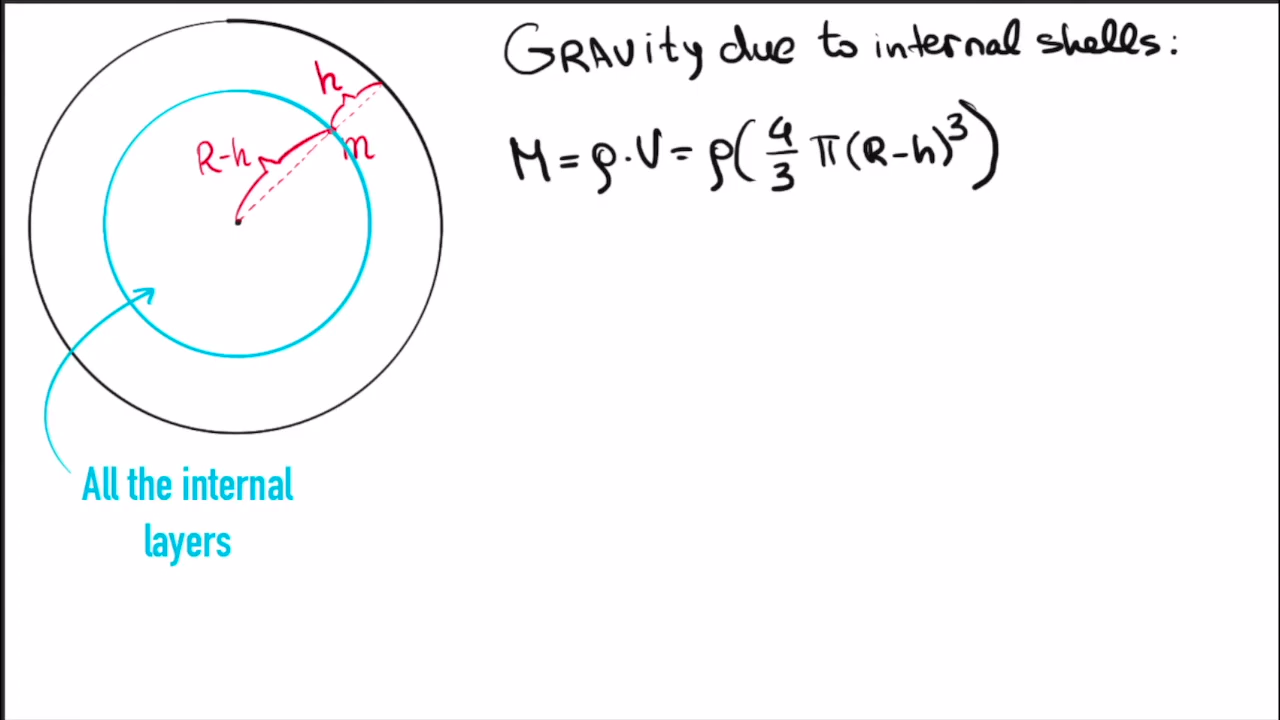 GRAVity due to internal shells:
h
R-h
m
M = ρ·V = ρ(4/3 π(R-h)^3)
All the internal
layers